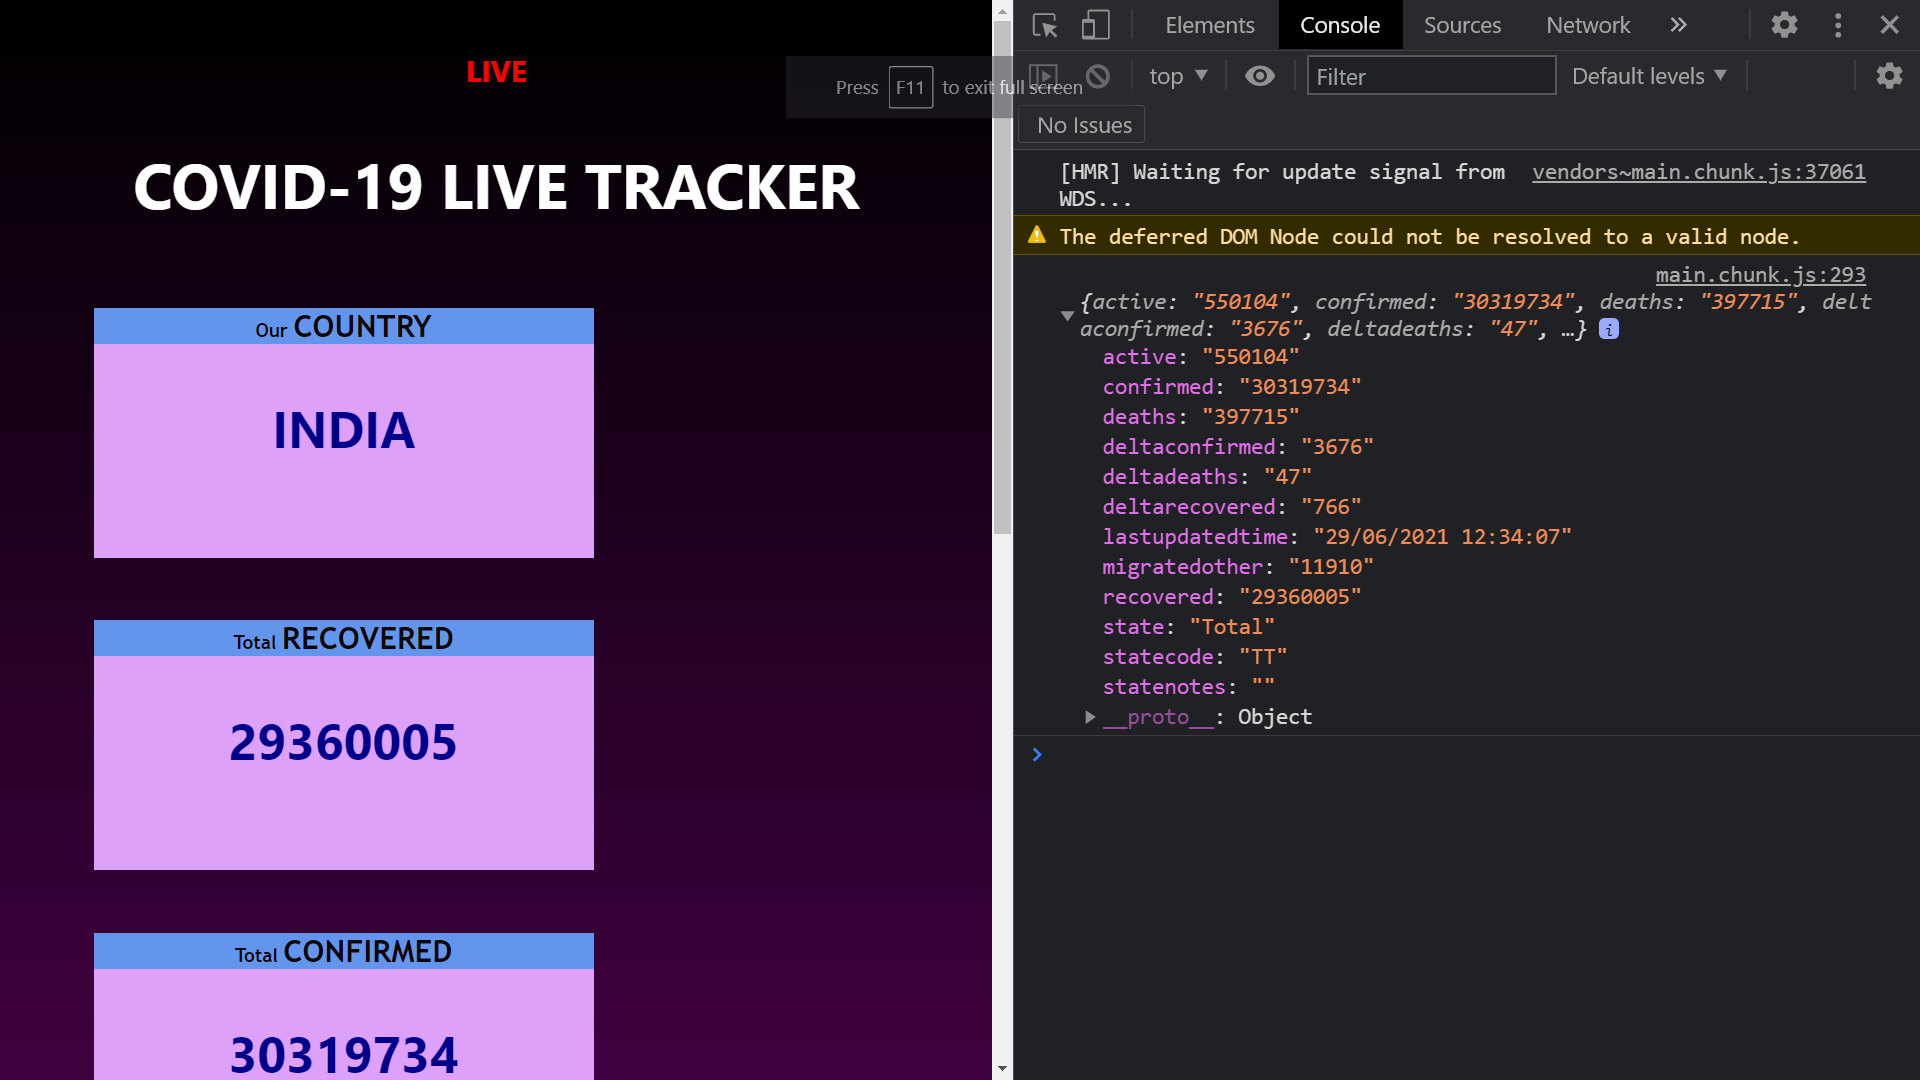 LIVE
Press F11 to exit full screen
COVID-19 LIVE TRACKER
Our COUNTRY
INDIA
Total RECOVERED
29360005
Total CONFIRMED
30319734
Elements Console Sources Network
top Filter Default levels
No Issues
[HMR] Waiting for update signal from vendors~main.chunk.js:37061
WDS...
The deferred DOM Node could not be resolved to a valid node.
main.chunk.js:293
{active: "550104", confirmed: "30319734", deaths: "397715", delt
aconfirmed: "3676", deltadeaths: "47", …} i
active: "550104"
confirmed: "30319734"
deaths: "397715"
deltaconfirmed: "3676"
deltadeaths: "47"
deltarecovered: "766"
lastupdatedtime: "29/06/2021 12:34:07"
migratedother: "11910"
recovered: "29360005"
state: "Total"
statecode: "TT"
statenotes: ""
__proto__: Object